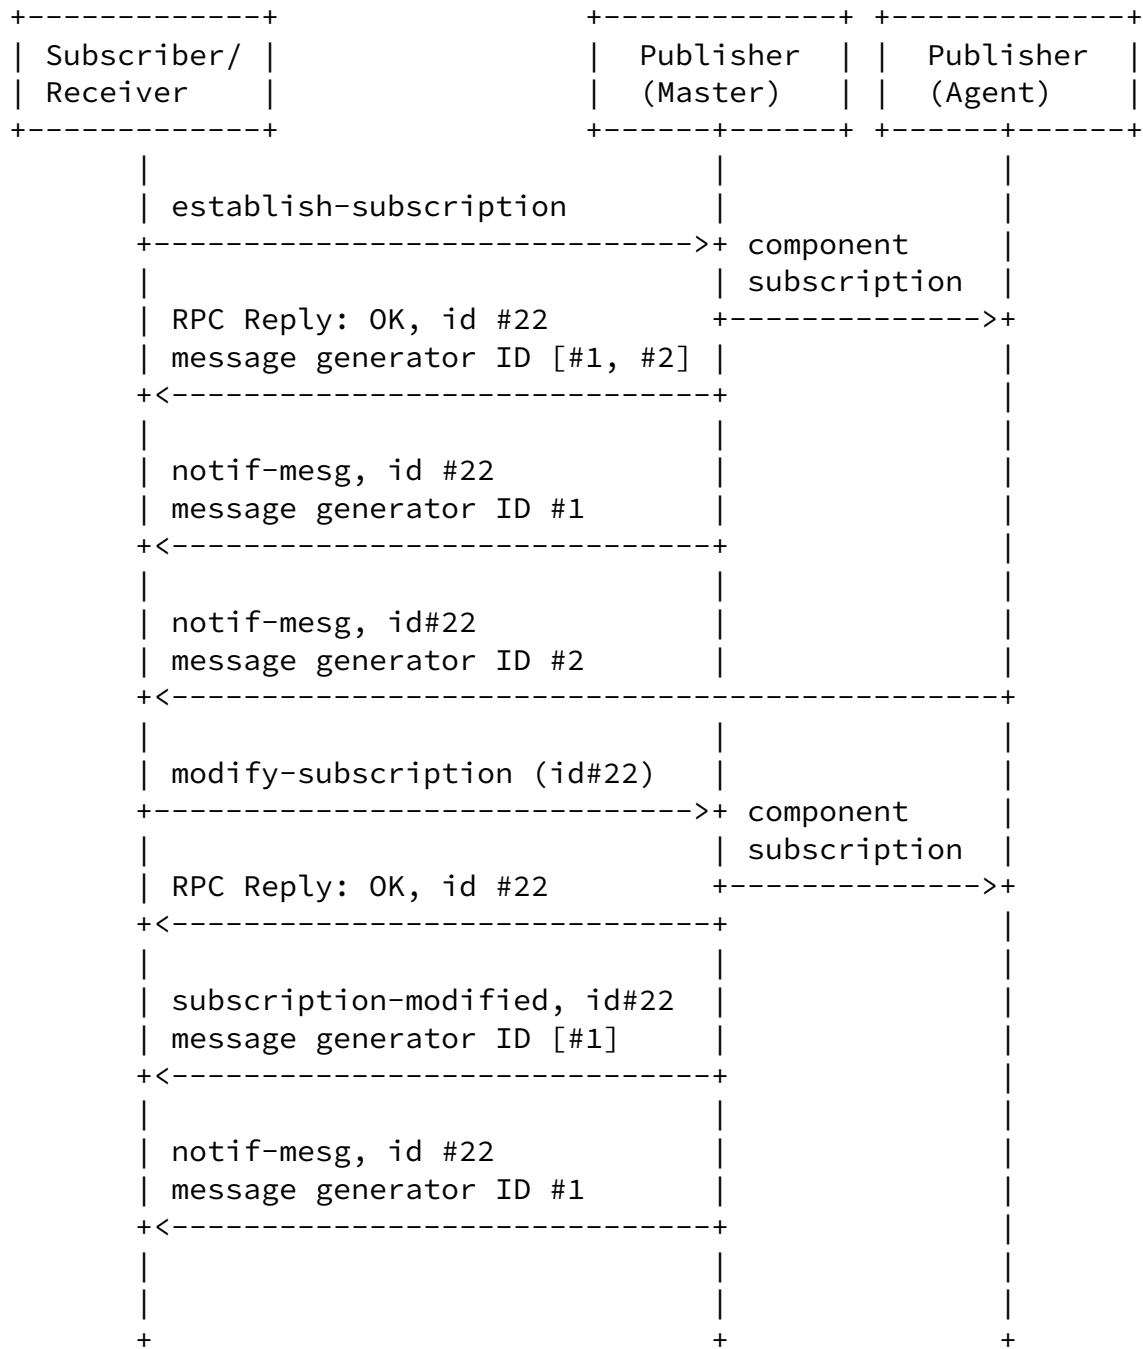 Subscriber/ Publisher Publisher
Receiver (Master) (Agent)
establish-subscription
component
subscription
RPC Reply: OK, id #22
message generator ID [#1, #2]
notif-mesg, id #22
message generator ID #1
notif-mesg, id#22
message generator ID #2
modify-subscription (id#22)
component
subscription
RPC Reply: OK, id #22
subscription-modified, id#22
message generator ID [#1]
notif-mesg, id #22
message generator ID #1